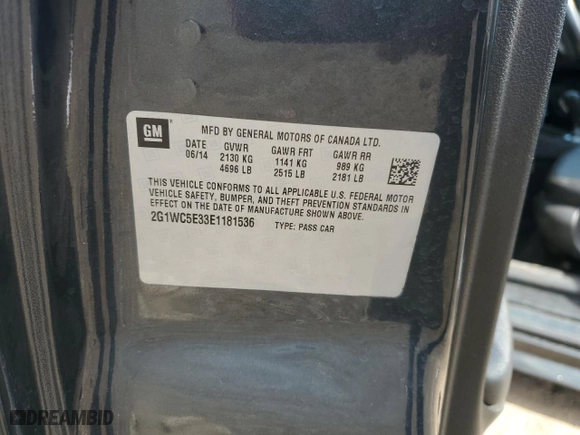 GM
MFD BY GENERAL MOTORS OF CANADA LTD.
DATE GVWR GAWR FRT GAWR RR
06/14 2130 KG 1141 KG 989 KG
4696 LB 2515 LB 2181 LB
THIS VEHICLE CONFORMS TO ALL APPLICABLE U.S. FEDERAL MOTOR
VEHICLE SAFETY, BUMPER, AND THEFT PREVENTION STANDARDS IN
EFFECT ON THE DATE OF MANUFACTURE SHOWN ABOVE.
2G1WC5E33E1181536 TYPE: PASS CAR
DREAMBID